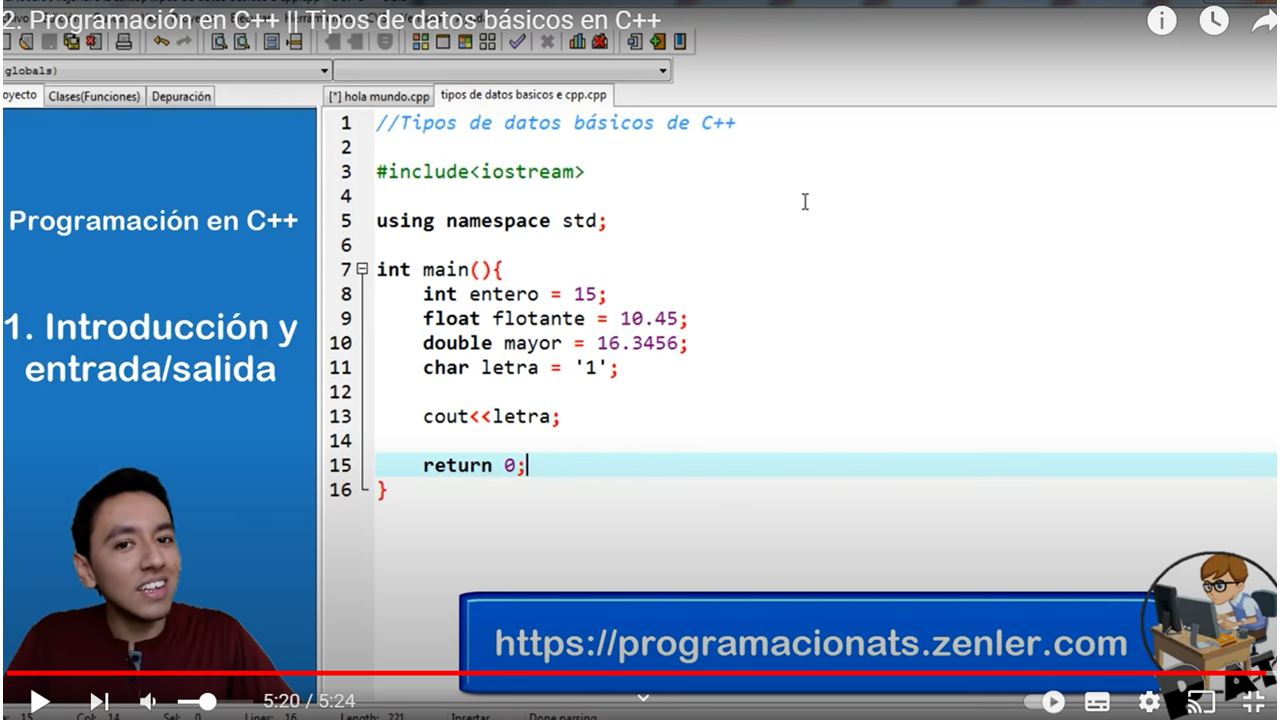 2. Programación en C++ || Tipos de datos básicos en C++
globals)
oyecto Clases(Funciones) Depuración
[*] hola mundo.cpp tipos de datos basicos e cpp.cpp
Programación en C++
1. Introducción y
entrada/salida
1 //Tipos de datos básicos de C++
2
3 #include<iostream>
4
5 using namespace std;
6
7 int main(){
8 int entero = 15;
9 float flotante = 10.45;
10 double mayor = 16.3456;
11 char letra = '1';
12
13 cout<<letra;
14
15 return 0;
16 }
https://programacionats.zenler.com
5:20 / 5:24
15 Col: 14 Sel: 0 Lines: 16 Length: 221 Insertar Done parsing